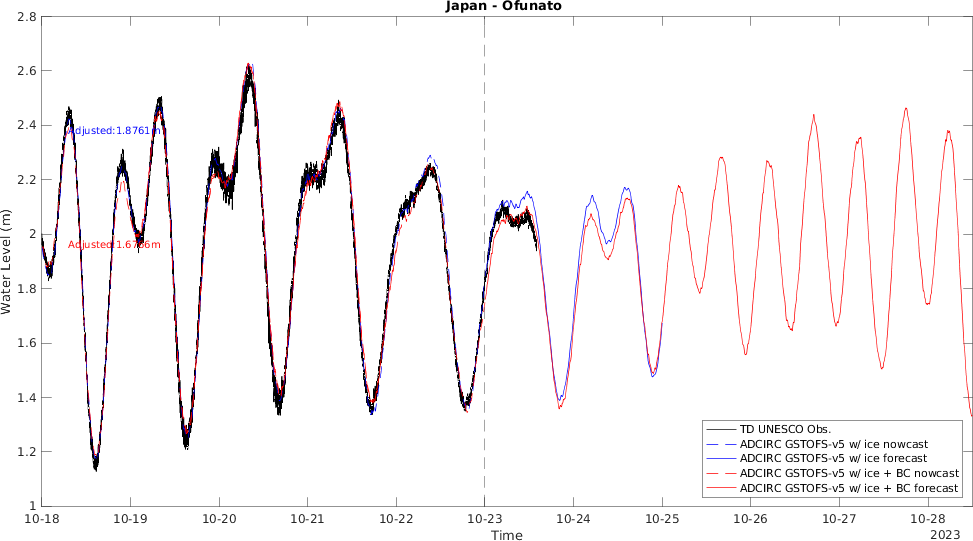 Japan - Ofunato
Water Level (m)
2.8
2.6
2.4
2.2
2
1.8
1.6
1.4
1.2
1
Adjusted:1.8761m
Adjusted:1.6786m
TD UNESCO Obs.
ADCIRC GSTOFS-v5 w/ ice nowcast
ADCIRC GSTOFS-v5 w/ ice forecast
ADCIRC GSTOFS-v5 w/ ice + BC nowcast
ADCIRC GSTOFS-v5 w/ ice + BC forecast
10-18 10-19 10-20 10-21 10-22 10-23 10-24 10-25 10-26 10-27 10-28
2023
Time